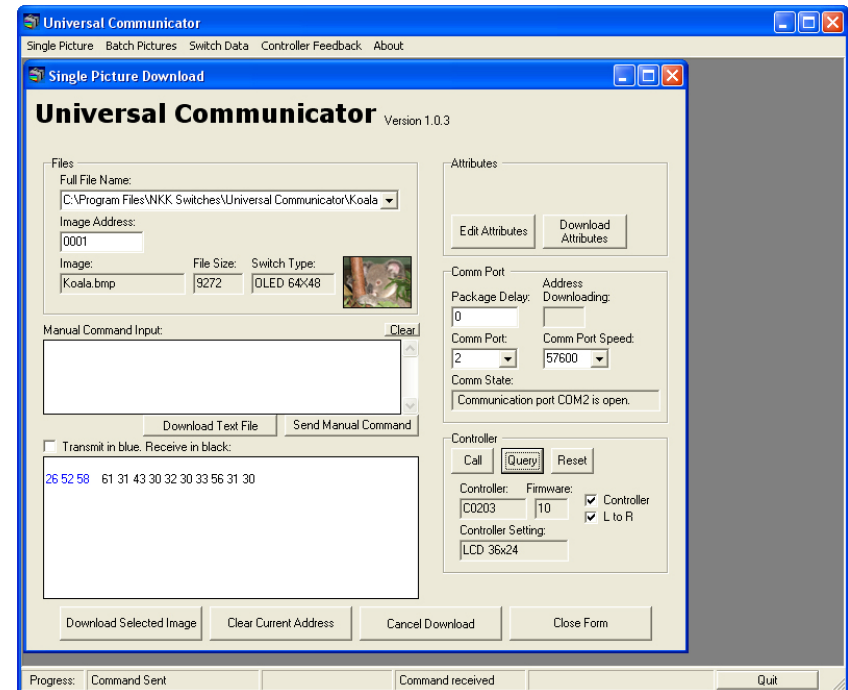 Universal Communicator
Single Picture Batch Pictures Switch Data Controller Feedback About
Single Picture Download
Universal Communicator Version 1.0.3
Files
Full File Name:
C:\Program Files\NKK Switches\Universal Communicator\Koala
Image Address:
0001
Image: File Size: Switch Type:
Koala.bmp 9272 OLED 64X48
Manual Command Input: Clear
Download Text File Send Manual Command
Transmit in blue. Receive in black:
26 52 58 61 31 43 30 32 30 33 56 31 30
Attributes
Edit Attributes Download Attributes
Comm Port
Package Delay: Address Downloading:
0
Comm Port: Comm Port Speed:
2 57600
Comm State:
Communication port COM2 is open.
Controller
Call Query Reset
Controller: Firmware:
C0203 10 Controller
L to R
Controller Setting:
LCD 36x24
Download Selected Image Clear Current Address Cancel Download Close Form
Progress: Command Sent Command received Quit